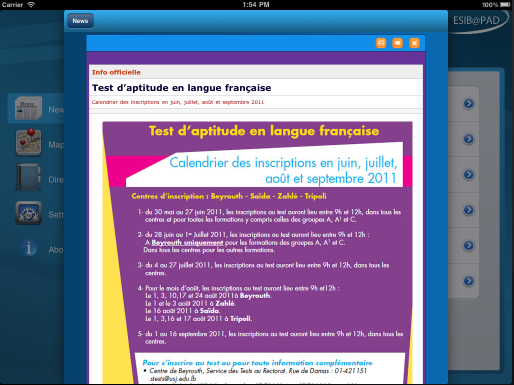 Carrier 1:54 PM 100%
News
ESIB@PAD
Info officielle
Test d'aptitude en langue française
Calendrier des inscriptions en juin, juillet, août et septembre 2011
Test d'aptitude en langue française
Calendrier des inscriptions en juin, juillet,
août et septembre 2011
Centres d'inscription : Beyrouth - Saïda - Zahlé - Tripoli
1- du 30 mai au 27 juin 2011, les inscriptions au test auront lieu entre 9h et 12h, dans tous les
centres et pour toutes les formations y compris celles des groupes A, A¹ et C.
2- du 28 juin au 1er juillet 2011, les inscriptions au test auront lieu entre 9h et 12h :
A Beyrouth uniquement pour les formations des groupes A, A¹ et C.
Dans tous les centres pour les autres formations.
3- du 4 au 27 juillet 2011, les inscriptions au test auront lieu entre 9h et 12h, dans tous les
centres.
4- Pour le mois d'août, les inscriptions au test auront lieu entre 9h et12h :
Le 1, 3, 10,17 et 24 août 2011à Beyrouth.
Le 1 et le 3 août 2011 à Zahlé.
Le 16 août 2011 à Saïda.
Le 1, 3,16 et 17 août 2011 à Tripoli.
5- du 1 au 16 septembre 2011, les inscriptions au test auront lieu entre 9h et 12h, dans tous les
centres.
Pour s'inscrire au test ou pour toute information complémentaire
• Centre de Beyrouth, Service des Tests au Rectorat. Rue de Damas : 01-421151
stests@usj.edu.lb
New
Map
Dire
Sett
Abo